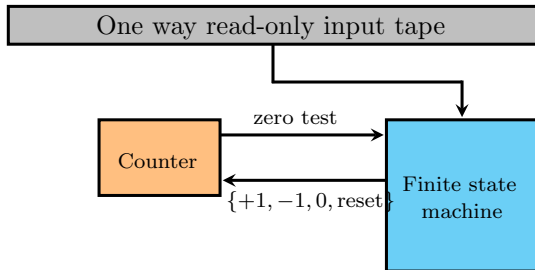 One way read-only input tape
zero test
Counter
{+1, −1, 0, reset}
Finite state
machine